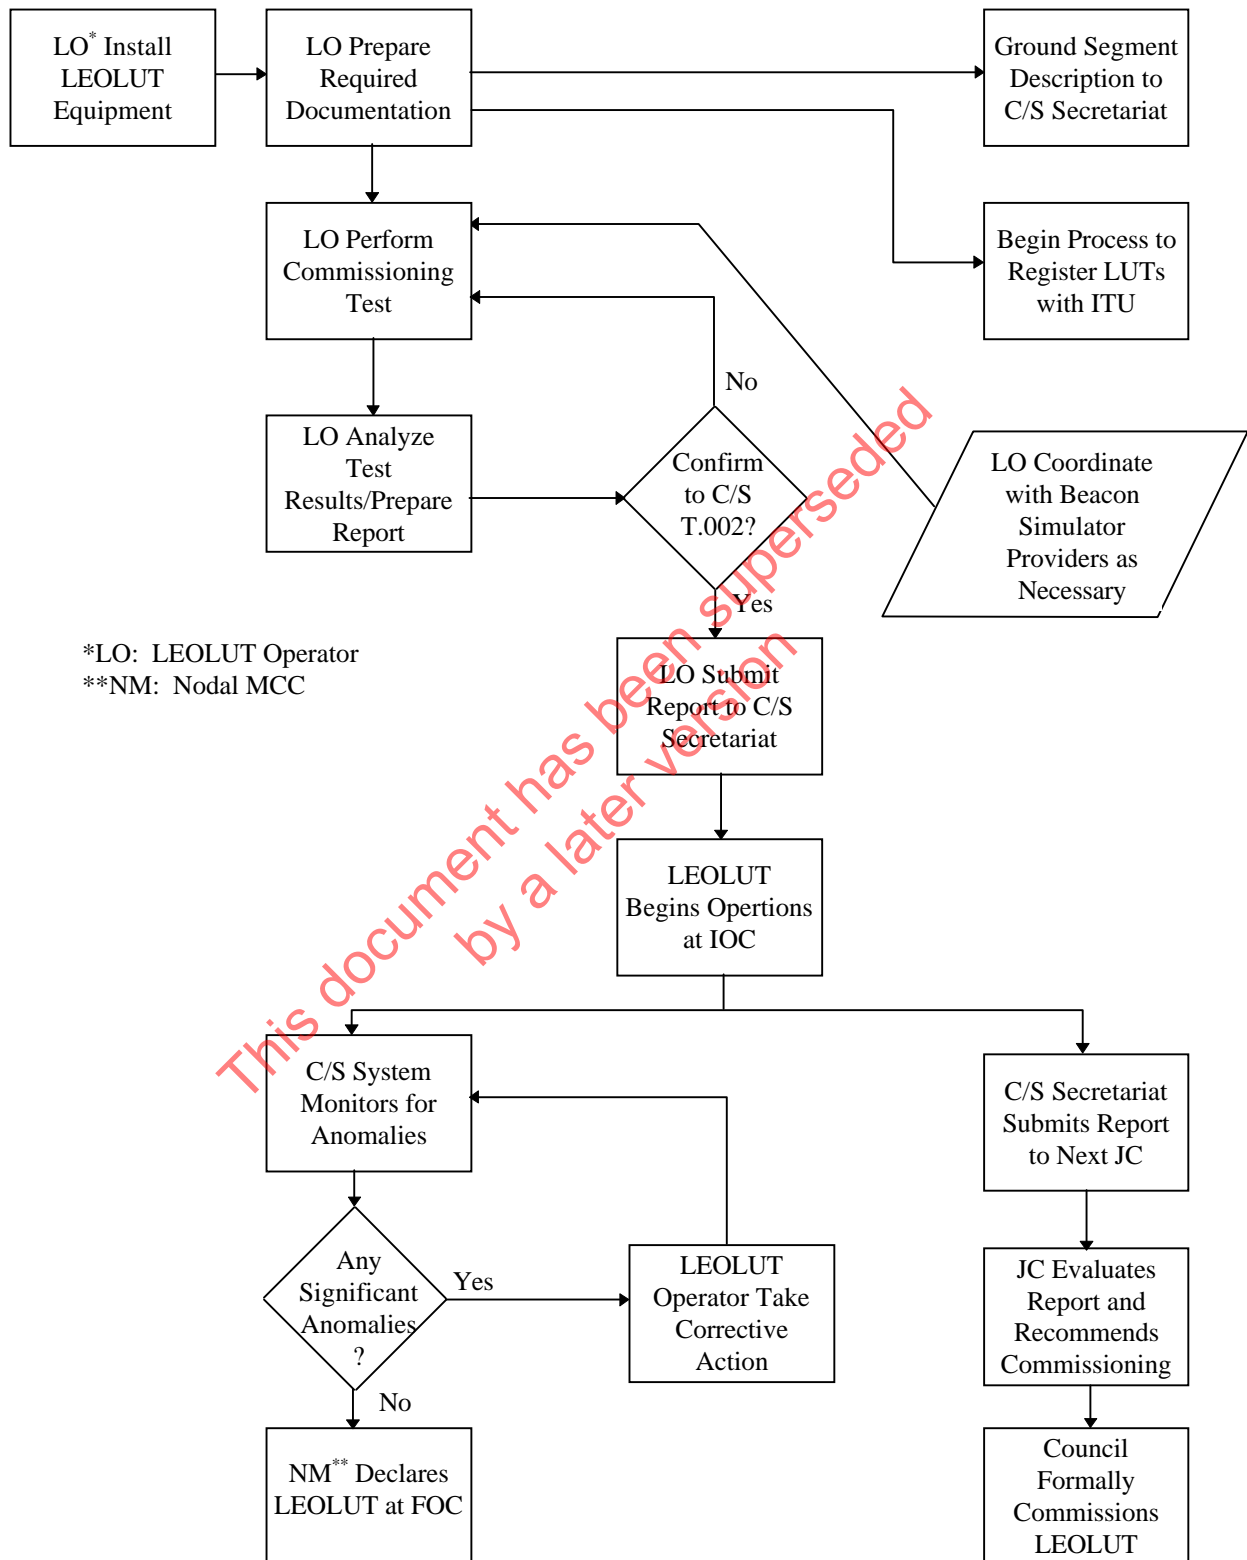 LO* Install
LEOLUT
Equipment
LO Prepare
Required
Documentation
Ground Segment
Description to
C/S Secretariat
LO Perform
Commissioning
Test
Begin Process to
Register LUTs
with ITU
No
LO Analyze
Test
Results/Prepare
Report
Confirm
to C/S
T.002?
LO Coordinate
with Beacon
Simulator
Providers as
Necessary
Yes
*LO: LEOLUT Operator
**NM: Nodal MCC
LO Submit
Report to C/S
Secretariat
LEOLUT
Begins Opertions
at IOC
This document has been superseded
by a later version
C/S System
Monitors for
Anomalies
C/S Secretariat
Submits Report
to Next JC
Any
Significant
Anomalies
?
Yes
LEOLUT
Operator Take
Corrective
Action
JC Evaluates
Report and
Recommends
Commissioning
No
NM** Declares
LEOLUT at FOC
Council
Formally
Commissions
LEOLUT